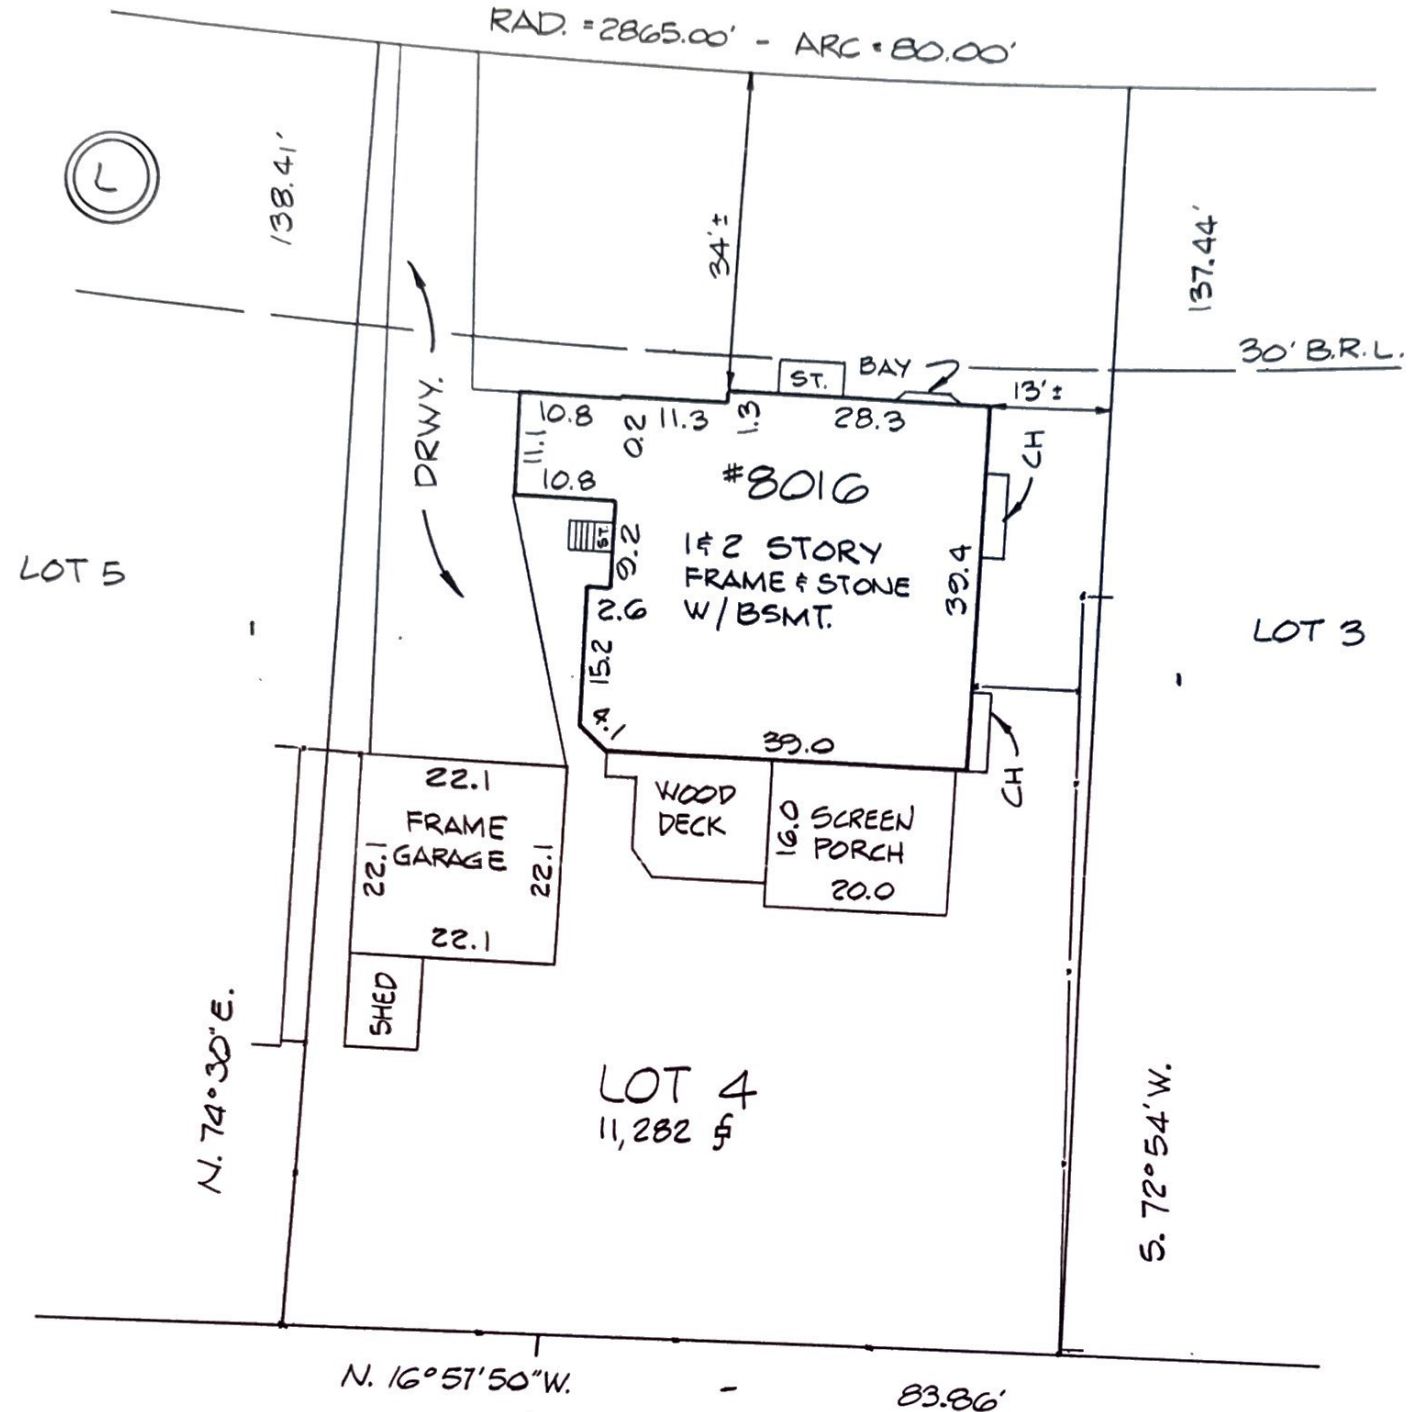 RAD. = 2865.00' - ARC = 80.00'
L
138.41'
34'±
137.44'
30' B.R.L.
ST.
BAY
13'±
10.8
11.3
1.3
28.3
0.2
11.1
10.8
CH
DRWY.
#8016
ST.
9.2
1 & 2 STORY
FRAME & STONE
W/BSMT.
39.4
LOT 5
2.6
LOT 3
15.2
4.1
39.0
CH
22.1
FRAME
GARAGE
22.1
22.1
22.1
WOOD
DECK
16.0
SCREEN
PORCH
20.0
SHED
N. 74°30'E.
LOT 4
11,282
S. 72°54'W.
N. 16°57'50"W. - 83.86'